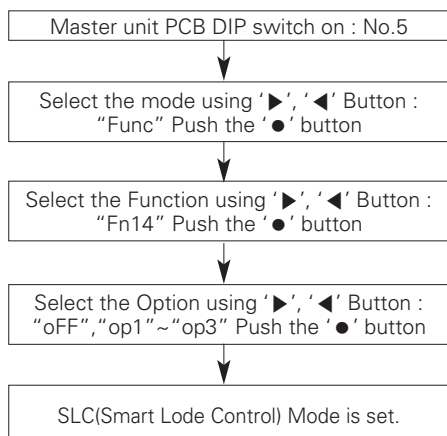 Master unit PCB DIP switch on : No.5
Select the mode using ‘▶’, ‘◀’ Button :
“Func” Push the ‘●’ button
Select the Function using ‘▶’, ‘◀’ Button :
“Fn14” Push the ‘●’ button
Select the Option using ‘▶’, ‘◀’ Button :
“oFF”,“op1”~“op3” Push the ‘●’ button
SLC(Smart Lode Control) Mode is set.